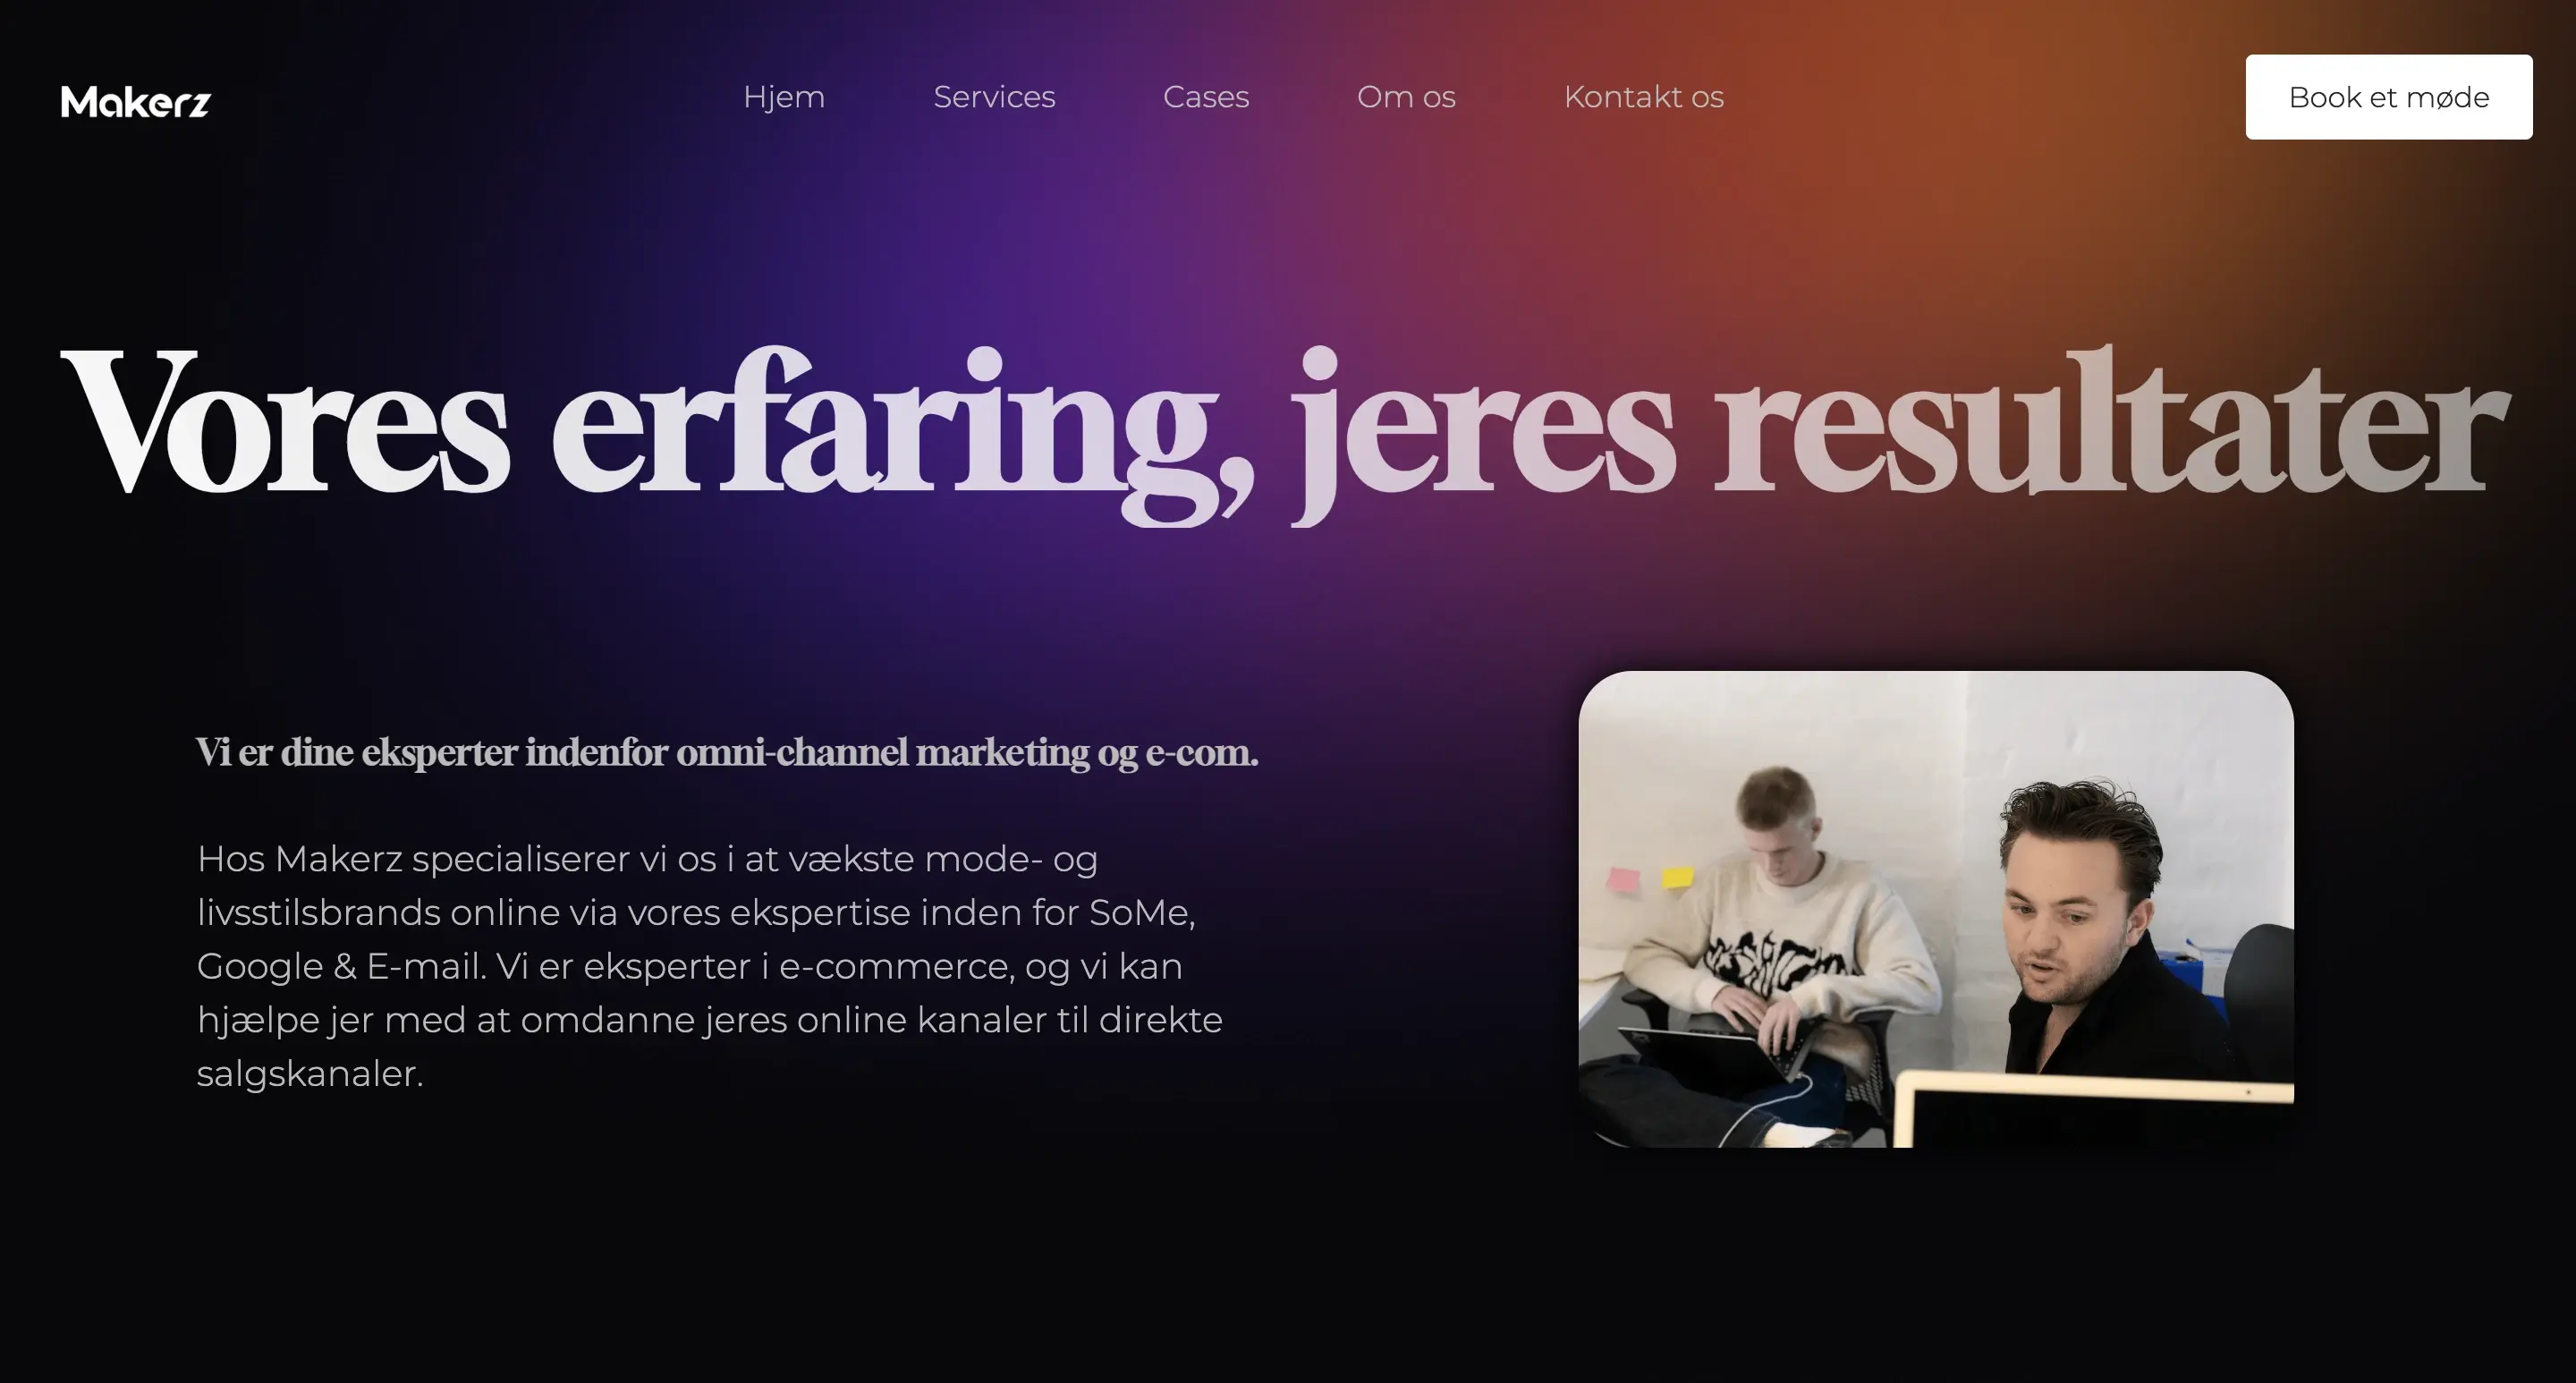 Makerz
Hjem
Services
Cases
Om os
Kontakt os
Book et møde
Vores erfaring, jeres resultater
Vi er dine eksperter indenfor omni-channel marketing og e-com.
Hos Makerz specialiserer vi os i at vækste mode- og
livsstilsbrands online via vores ekspertise inden for SoMe,
Google & E-mail. Vi er eksperter i e-commerce, og vi kan
hjælpe jer med at omdanne jeres online kanaler til direkte
salgskanaler.